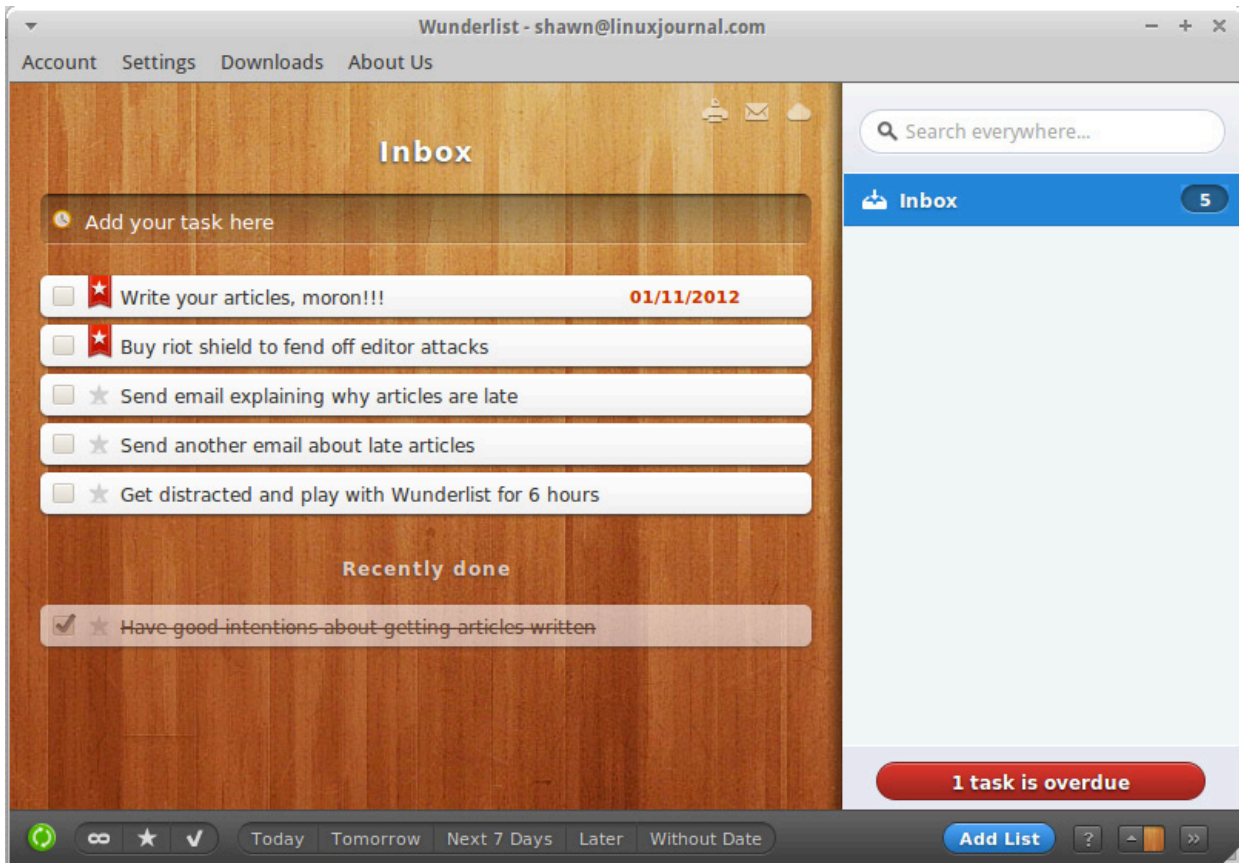 Wunderlist - shawn@linuxjournal.com
Account Settings Downloads About Us
Inbox
Add your task here
Write your articles, moron!!! 01/11/2012
Buy riot shield to fend off editor attacks
Send email explaining why articles are late
Send another email about late articles
Get distracted and play with Wunderlist for 6 hours
Recently done
Have good intentions about getting articles written
Search everywhere...
Inbox 5
1 task is overdue
Today Tomorrow Next 7 Days Later Without Date
Add List ? »